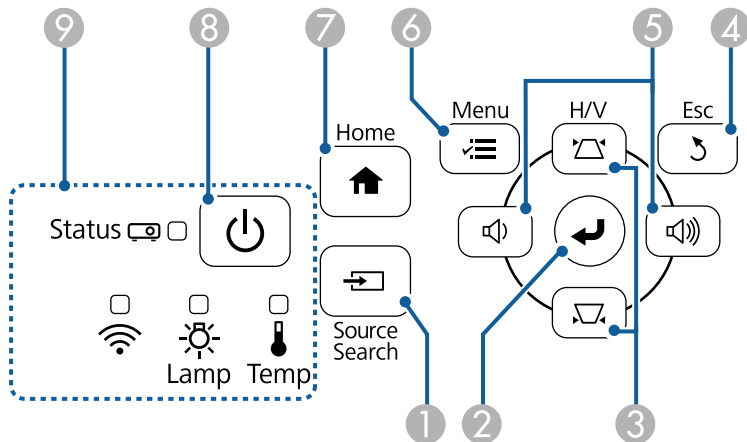 9 8 7 6 5 4
Menu H/V Esc
Home
Status
Source
Search
Lamp Temp
1 2 3